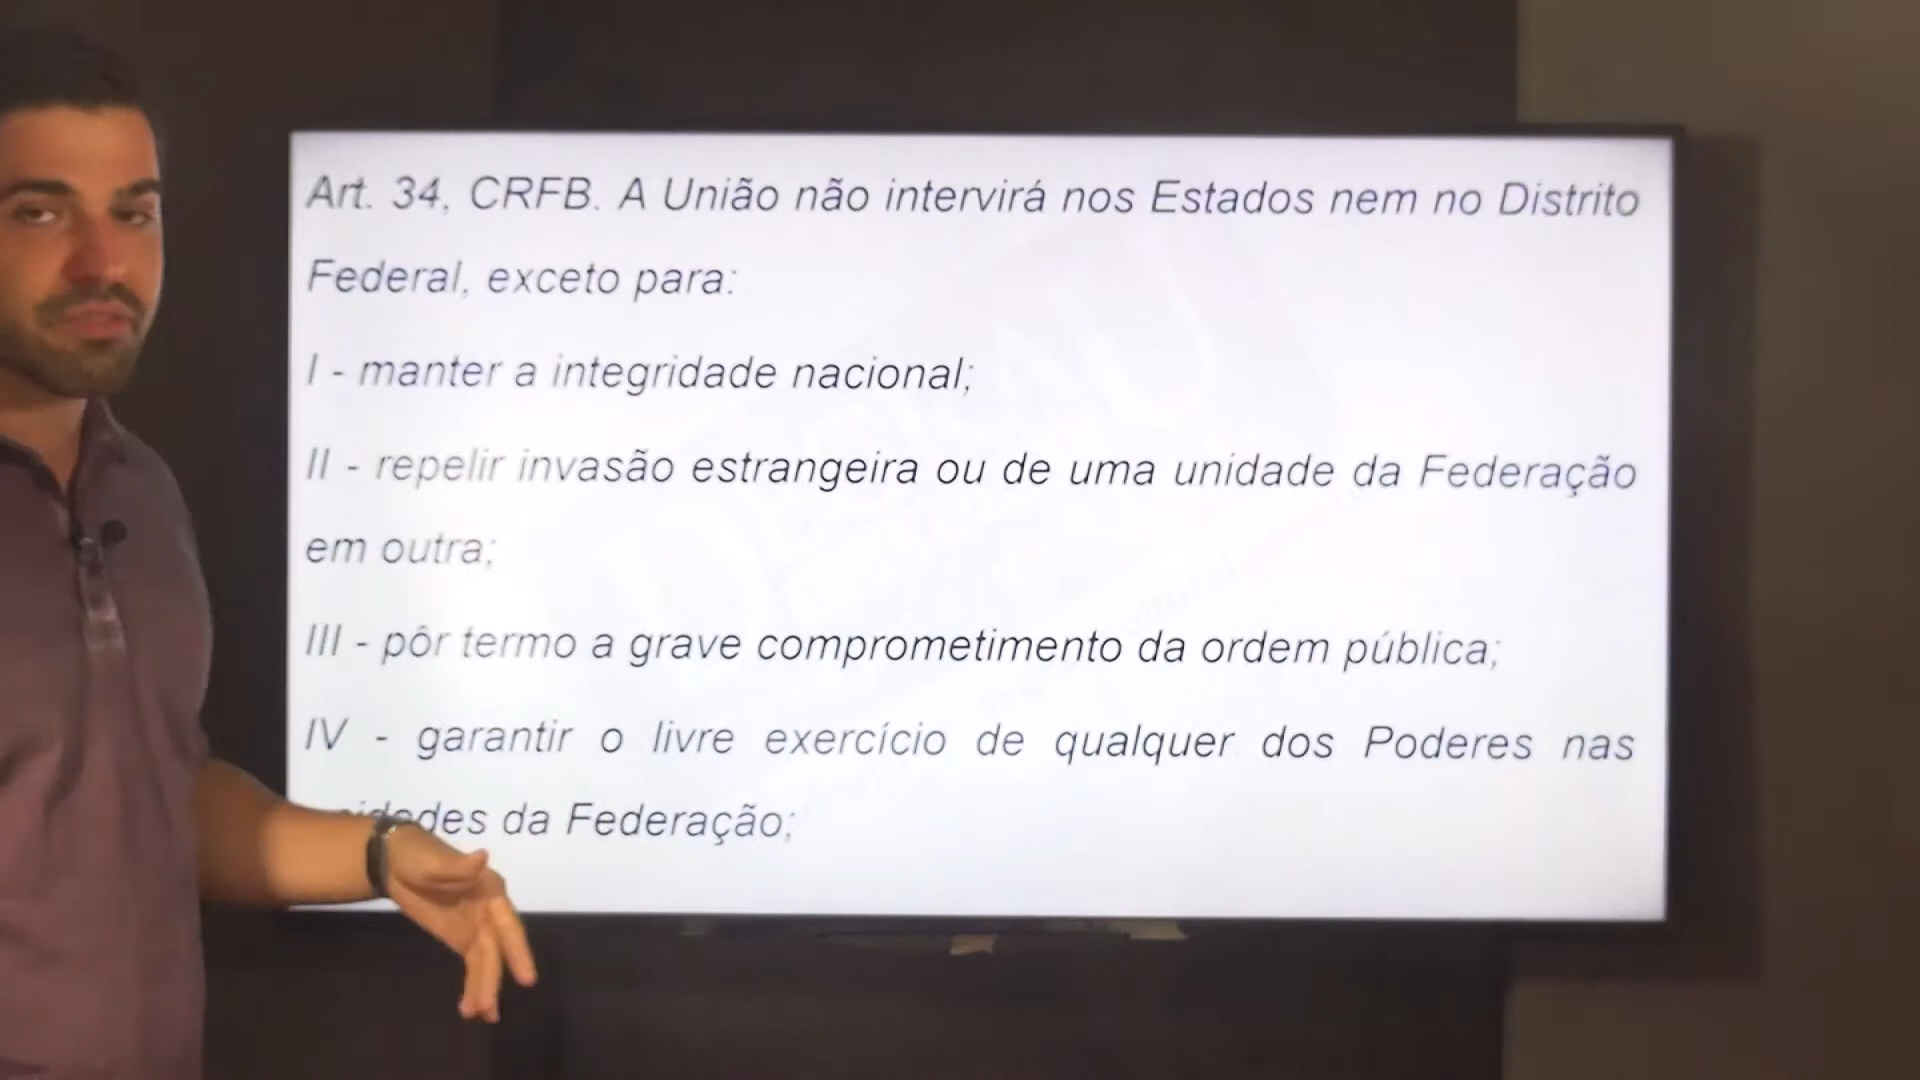 Art. 34, CRFB. A União não intervirá nos Estados nem no Distrito
Federal, exceto para:
I - manter a integridade nacional;
II - repelir invasão estrangeira ou de uma unidade da Federação
em outra;
III - pôr termo a grave comprometimento da ordem pública;
IV - garantir o livre exercício de qualquer dos Poderes nas
da Federação;